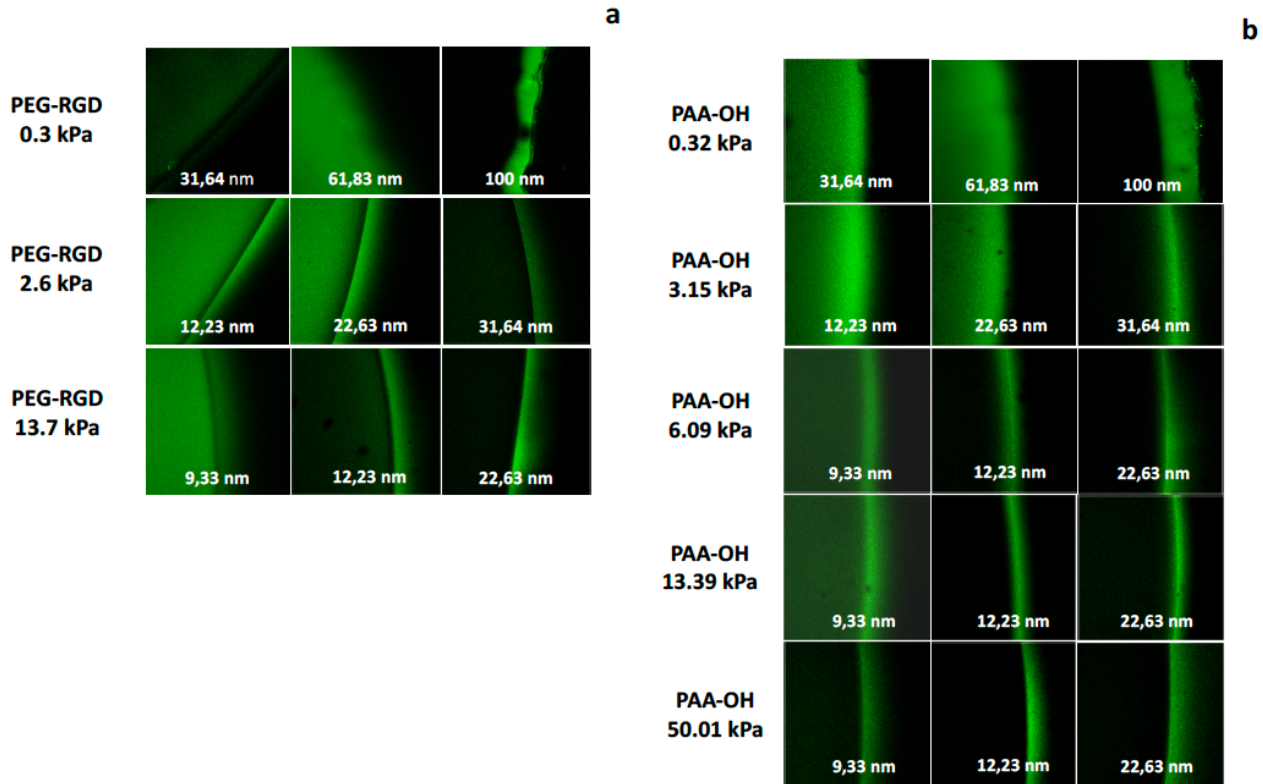 a
PEG-RGD
0.3 kPa
31,64 nm
61,83 nm
100 nm
PEG-RGD
2.6 kPa
12,23 nm
22,63 nm
31,64 nm
PEG-RGD
13.7 kPa
9,33 nm
12,23 nm
22,63 nm
b
PAA-OH
0.32 kPa
31,64 nm
61,83 nm
100 nm
PAA-OH
3.15 kPa
12,23 nm
22,63 nm
31,64 nm
PAA-OH
6.09 kPa
9,33 nm
12,23 nm
22,63 nm
PAA-OH
13.39 kPa
9,33 nm
12,23 nm
22,63 nm
PAA-OH
50.01 kPa
9,33 nm
12,23 nm
22,63 nm